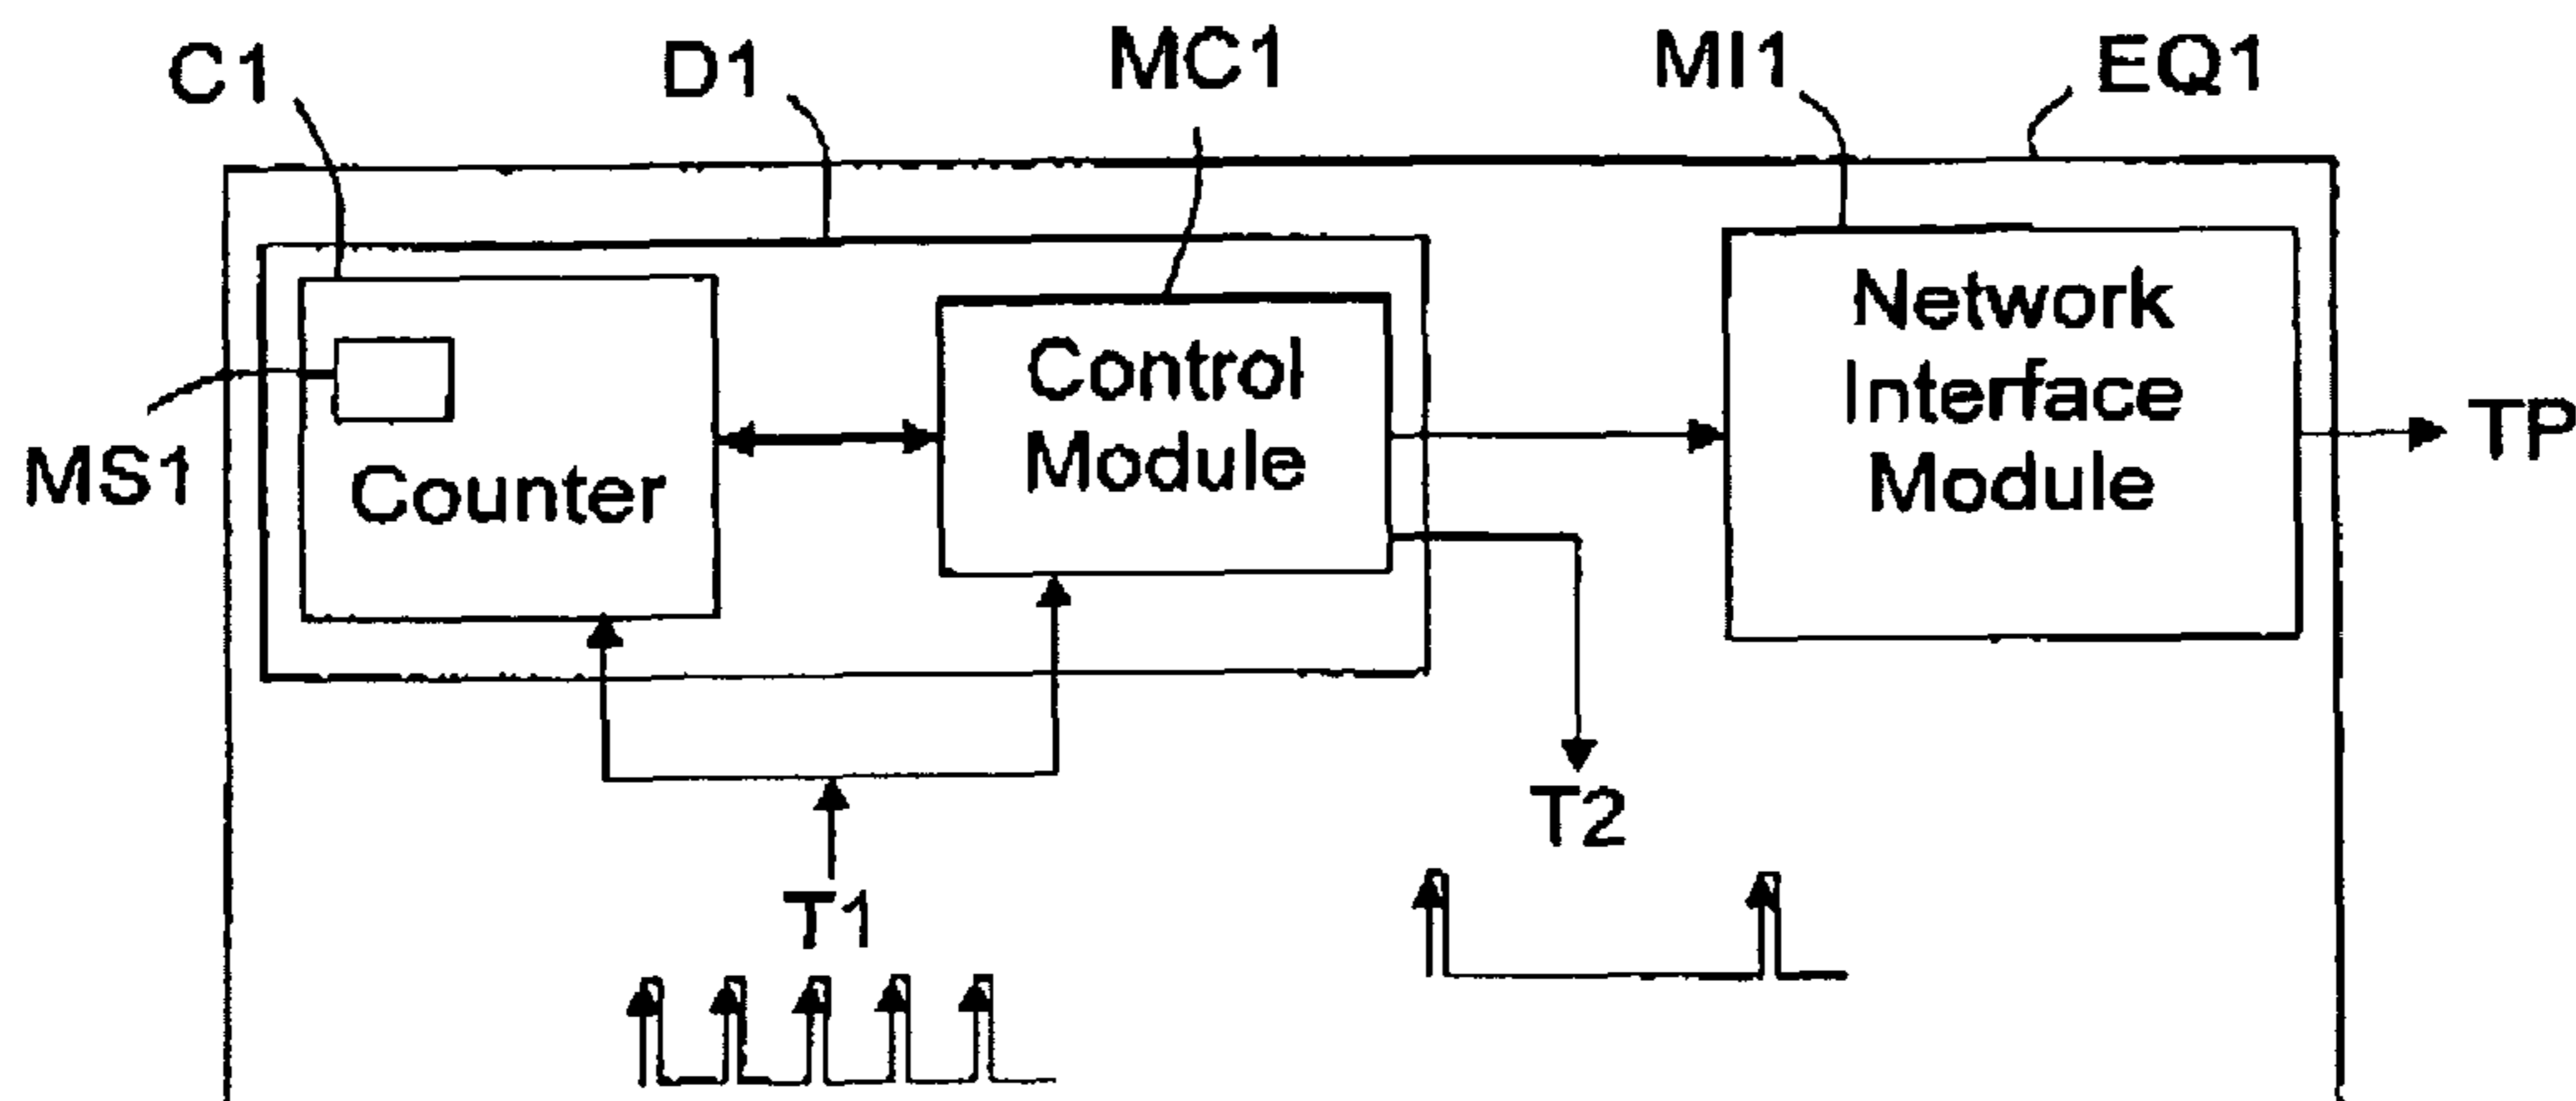 C1
D1
MC1
MI1
EQ1
MS1
Counter
Control
Module
Network
Interface
Module
TP
T1
T2